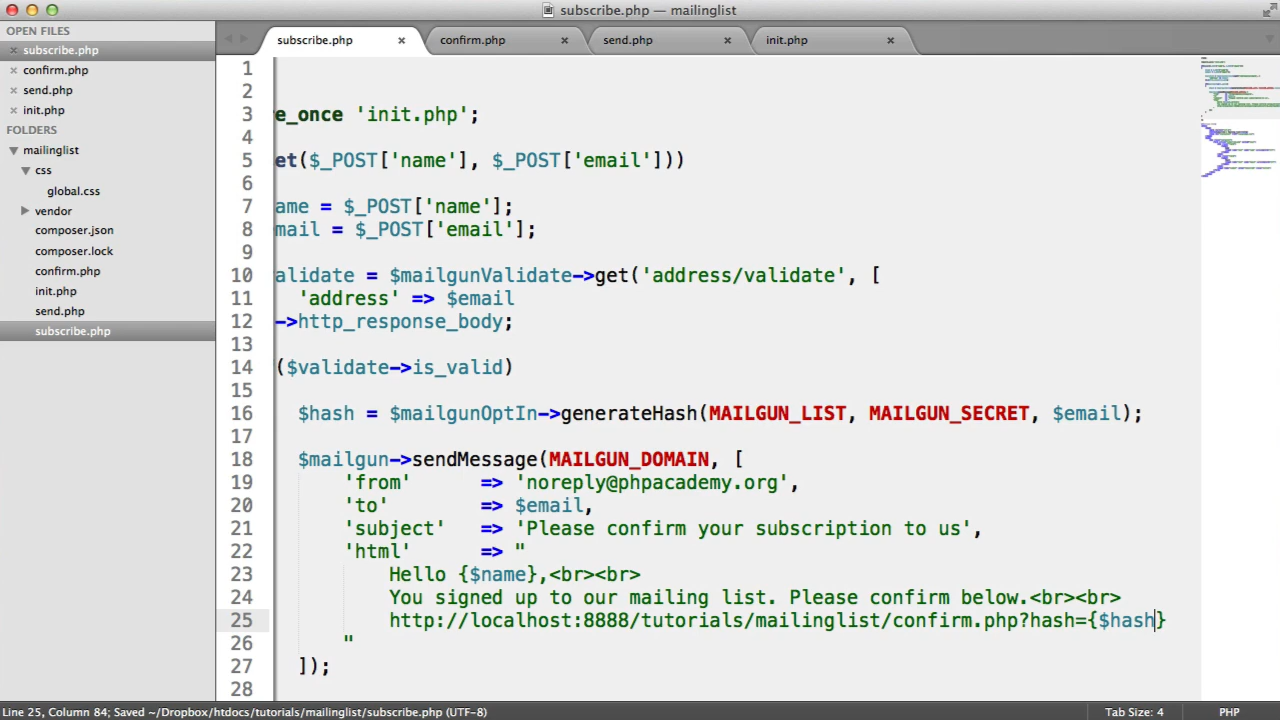 subscribe.php — mailinglist
OPEN FILES
subscribe.php
confirm.php
send.php
init.php
FOLDERS
mailinglist
css
global.css
vendor
composer.json
composer.lock
confirm.php
init.php
send.php
subscribe.php
subscribe.php confirm.php send.php init.php
1
2
3 e_once 'init.php';
4
5 et($_POST['name'], $_POST['email']))
6
7 ame = $_POST['name'];
8 mail = $_POST['email'];
9
10 alidate = $mailgunValidate->get('address/validate', [
11 'address' => $email
12 ->http_response_body;
13
14 ($validate->is_valid)
15
16 $hash = $mailgunOptIn->generateHash(MAILGUN_LIST, MAILGUN_SECRET, $email);
17
18 $mailgun->sendMessage(MAILGUN_DOMAIN, [
19 'from' => 'noreply@phpacademy.org',
20 'to' => $email,
21 'subject' => 'Please confirm your subscription to us',
22 'html' => "
23 Hello {$name},<br><br>
24 You signed up to our mailing list. Please confirm below.<br><br>
25 http://localhost:8888/tutorials/mailinglist/confirm.php?hash={$hash}
26 "
27 ]);
28
Line 25, Column 84; Saved ~/Dropbox/htdocs/tutorials/mailinglist/subscribe.php (UTF-8) Tab Size: 4 PHP